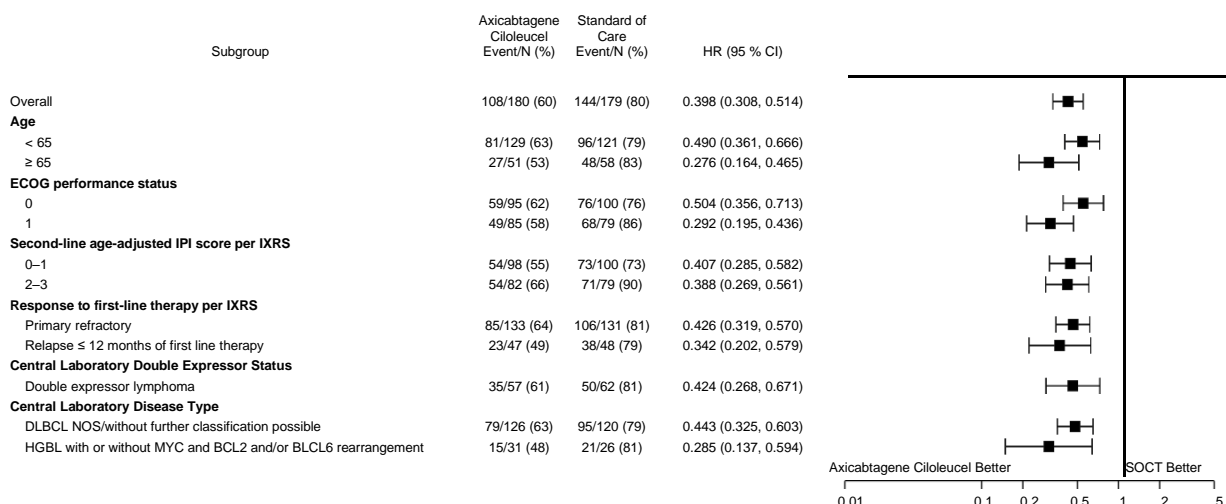 Subgroup
Axicabtagene
Ciloleucel
Event/N (%)
Standard of
Care
Event/N (%)
HR (95 % CI)
Overall 108/180 (60) 144/179 (80) 0.398 (0.308, 0.514)
Age
< 65 81/129 (63) 96/121 (79) 0.490 (0.361, 0.666)
≥ 65 27/51 (53) 48/58 (83) 0.276 (0.164, 0.465)
ECOG performance status
0 59/95 (62) 76/100 (76) 0.504 (0.356, 0.713)
1 49/85 (58) 68/79 (86) 0.292 (0.195, 0.436)
Second-line age-adjusted IPI score per IXRS
0–1 54/98 (55) 73/100 (73) 0.407 (0.285, 0.582)
2–3 54/82 (66) 71/79 (90) 0.388 (0.269, 0.561)
Response to first-line therapy per IXRS
Primary refractory 85/133 (64) 106/131 (81) 0.426 (0.319, 0.570)
Relapse ≤ 12 months of first line therapy 23/47 (49) 38/48 (79) 0.342 (0.202, 0.579)
Central Laboratory Double Expressor Status
Double expressor lymphoma 35/57 (61) 50/62 (81) 0.424 (0.268, 0.671)
Central Laboratory Disease Type
DLBCL NOS/without further classification possible 79/126 (63) 95/120 (79) 0.443 (0.325, 0.603)
HGBL with or without MYC and BCL2 and/or BLCL6 rearrangement 15/31 (48) 21/26 (81) 0.285 (0.137, 0.594)
Axicabtagene Ciloleucel Better SOCT Better
0.01 0.1 0.2 0.5 1 2 5